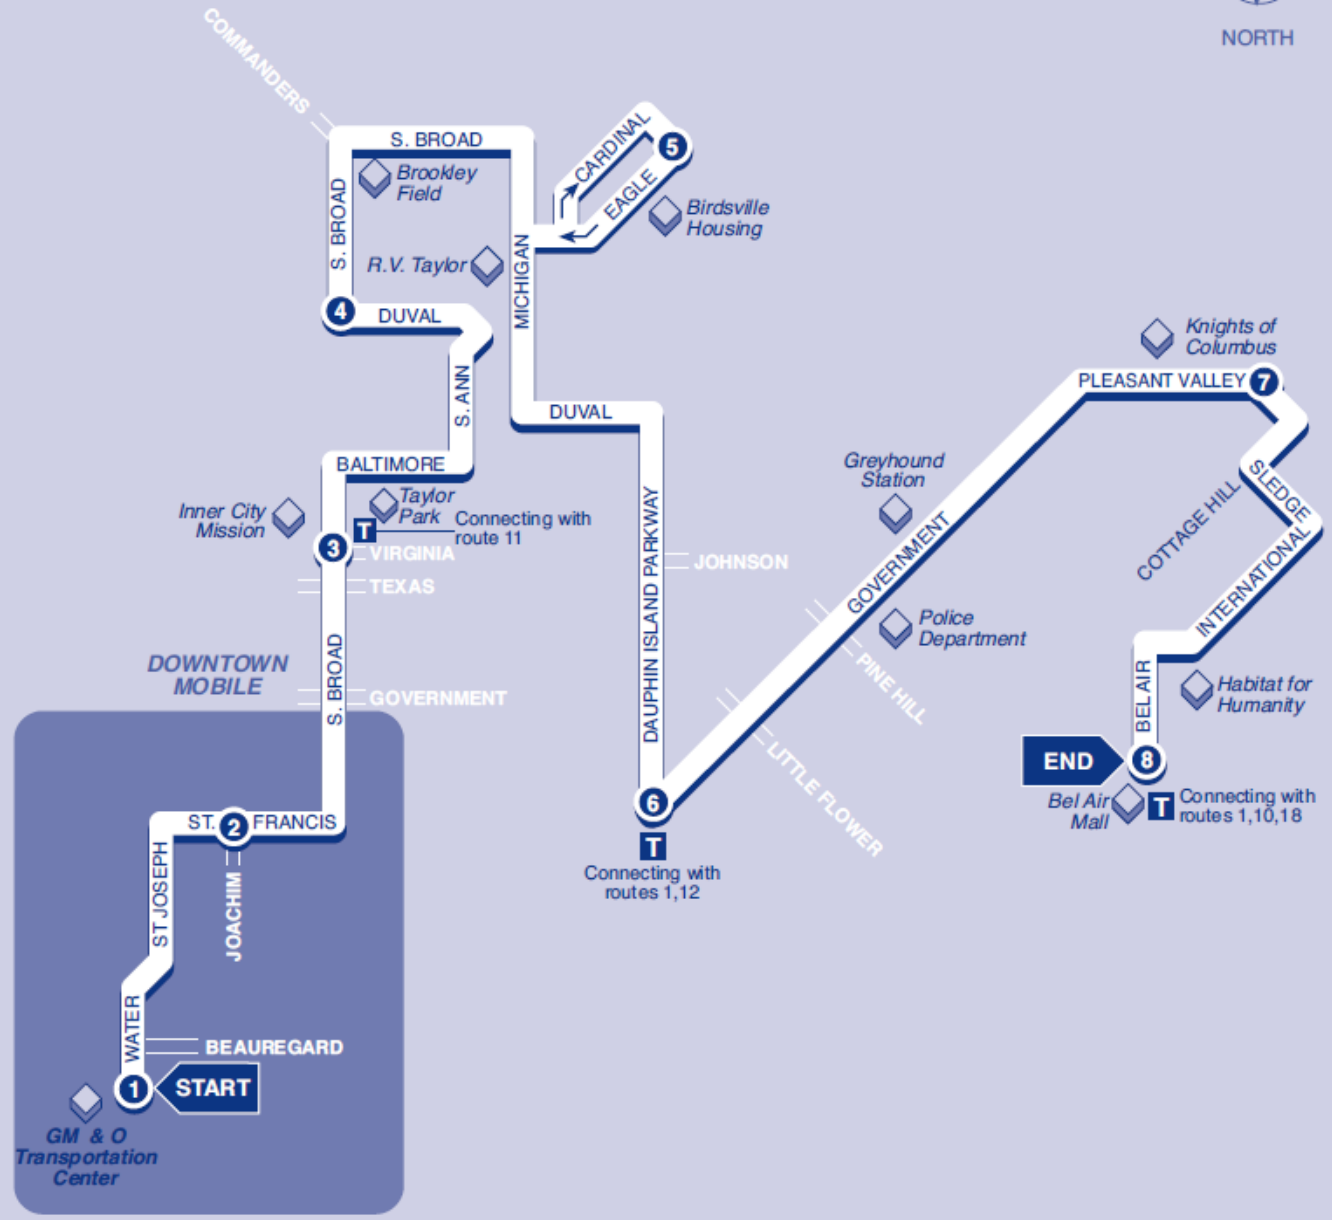 NORTH
COMMANDERS
S. BROAD
CARDINAL
5
EAGLE
Brookley
Field
S. BROAD
Birdsville
Housing
R.V. Taylor
MICHIGAN
4
DUVAL
S. ANN
DUVAL
Knights of
Columbus
PLEASANT VALLEY
7
BALTIMORE
Greyhound
Station
SLEDGE
COTTAGE HILL
INTERNATIONAL
Inner City
Mission
Taylor
Park
T
Connecting with
route 11
3
VIRGINIA
TEXAS
JOHNSON
DAUPHIN ISLAND PARKWAY
GOVERNMENT
Police
Department
PINE HILL
LITTLE FLOWER
DOWNTOWN
MOBILE
S. BROAD
GOVERNMENT
BEL AIR
Habitat for
Humanity
END
8
Bel Air
Mall
T
Connecting with
routes 1,10,18
6
T
Connecting with
routes 1,12
ST.
2
FRANCIS
ST JOSEPH
JOACHIM
WATER
BEAUREGARD
1
START
GM & O
Transportation
Center